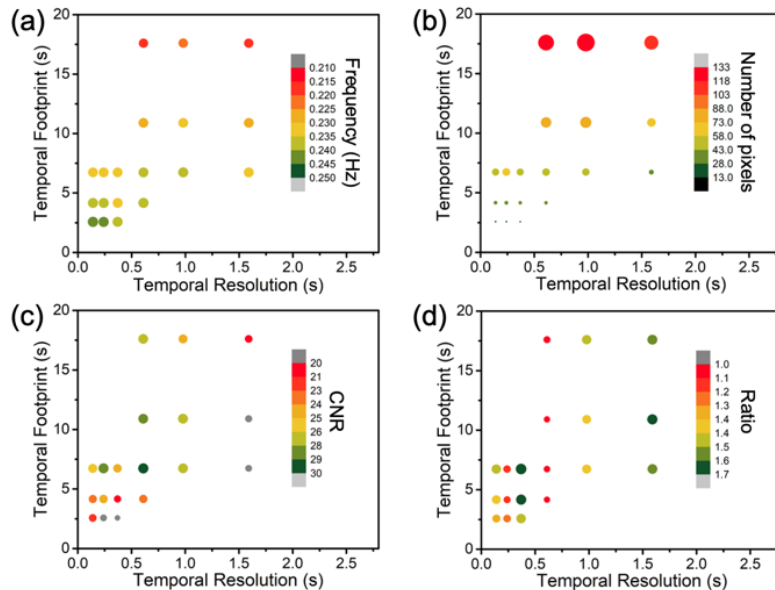 (a)
20
15
10
5
0
0.0 0.5 1.0 1.5 2.0 2.5
Temporal Footprint (s)
Temporal Resolution (s)
Frequency (Hz)
0.210
0.215
0.220
0.225
0.230
0.235
0.240
0.245
0.250
(b)
20
15
10
5
0
0.0 0.5 1.0 1.5 2.0 2.5
Temporal Footprint (s)
Temporal Resolution (s)
Number of pixels
133
118
103
88.0
73.0
58.0
43.0
28.0
13.0
(c)
20
15
10
5
0
0.0 0.5 1.0 1.5 2.0 2.5
Temporal Footprint (s)
Temporal Resolution (s)
CNR
20
21
23
24
25
26
28
29
30
(d)
20
15
10
5
0
0.0 0.5 1.0 1.5 2.0 2.5
Temporal Footprint (s)
Temporal Resolution (s)
Ratio
1.0
1.1
1.2
1.3
1.4
1.4
1.5
1.6
1.7